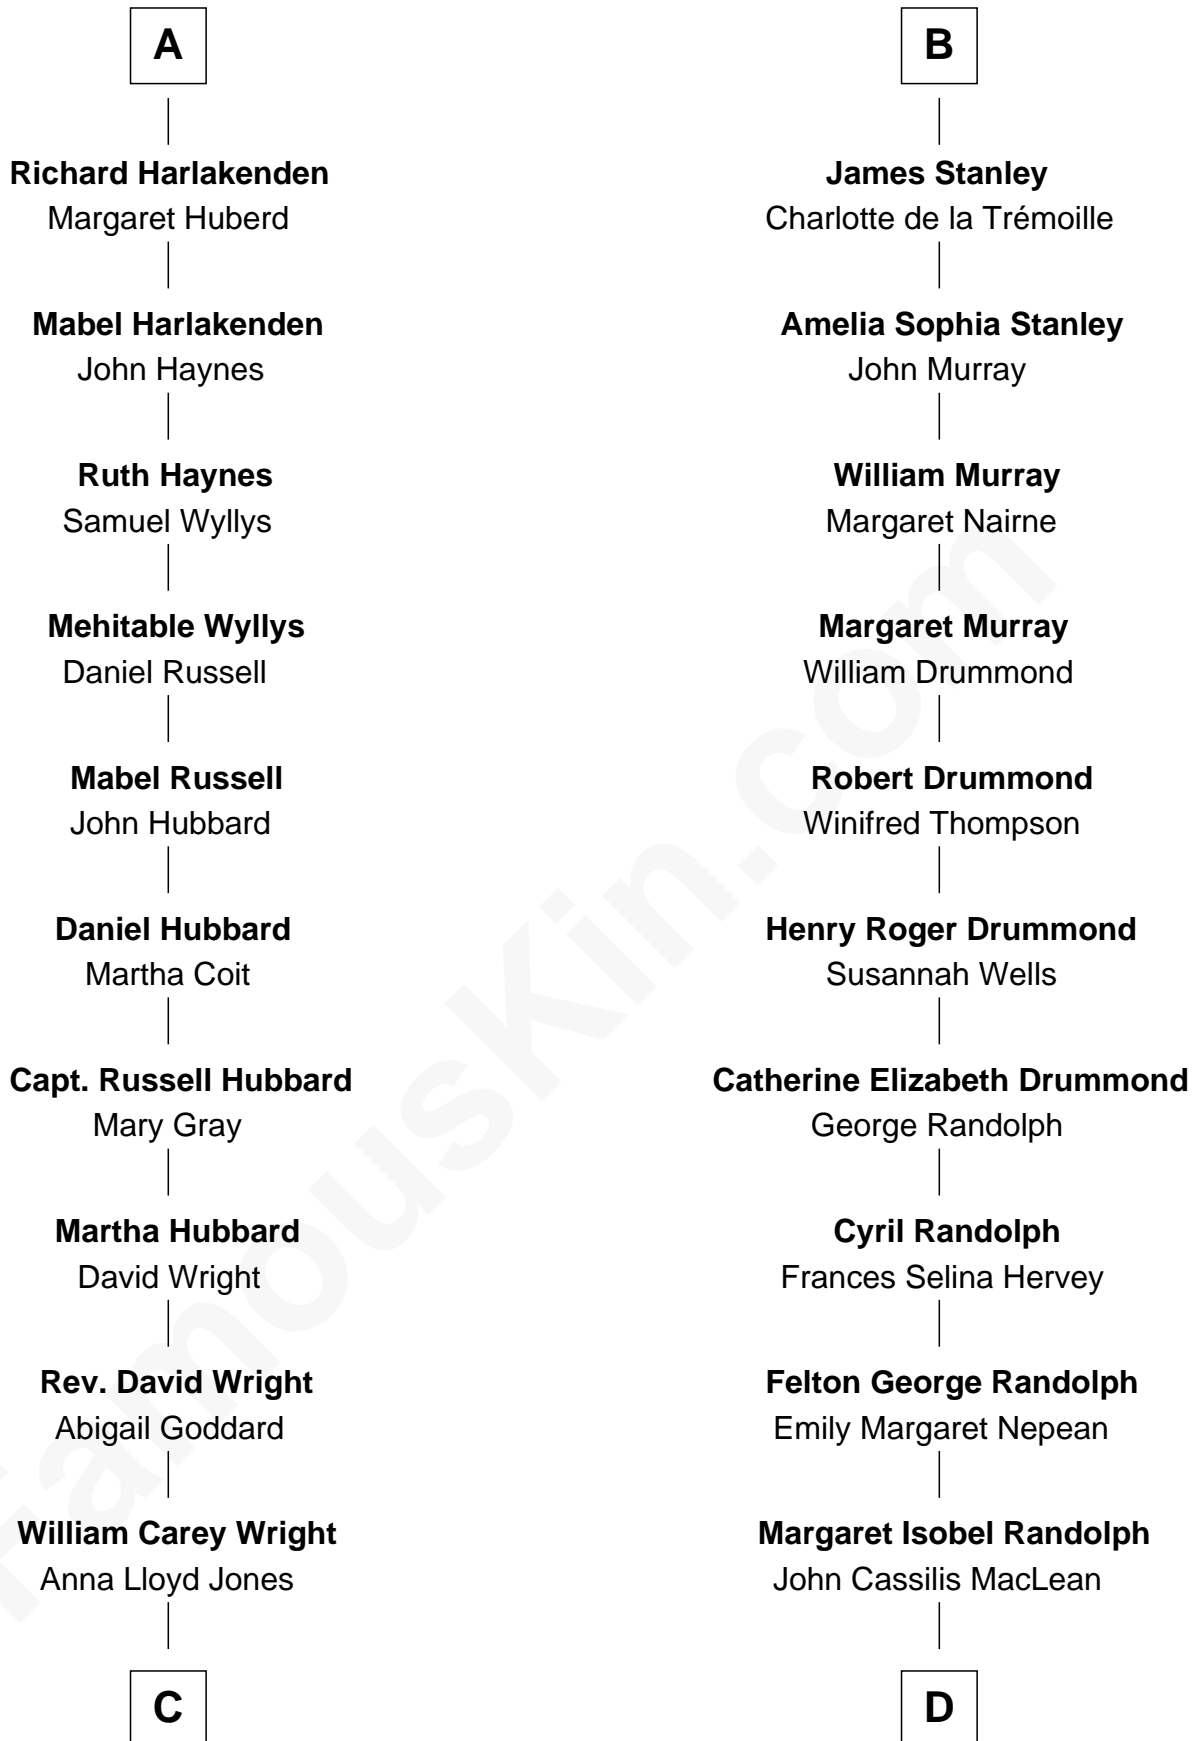 A
Richard Harlakenden
Margaret Huberd
Mabel Harlakenden
John Haynes
Ruth Haynes
Samuel Wyllys
Mehitable Wyllys
Daniel Russell
Mabel Russell
John Hubbard
Daniel Hubbard
Martha Coit
Capt. Russell Hubbard
Mary Gray
Martha Hubbard
David Wright
Rev. David Wright
Abigail Goddard
William Carey Wright
Anna Lloyd Jones
C
B
James Stanley
Charlotte de la Trémoille
Amelia Sophia Stanley
John Murray
William Murray
Margaret Nairne
Margaret Murray
William Drummond
Robert Drummond
Winifred Thompson
Henry Roger Drummond
Susannah Wells
Catherine Elizabeth Drummond
George Randolph
Cyril Randolph
Frances Selina Hervey
Felton George Randolph
Emily Margaret Nepean
Margaret Isobel Randolph
John Cassilis MacLean
D
FamousKin.com